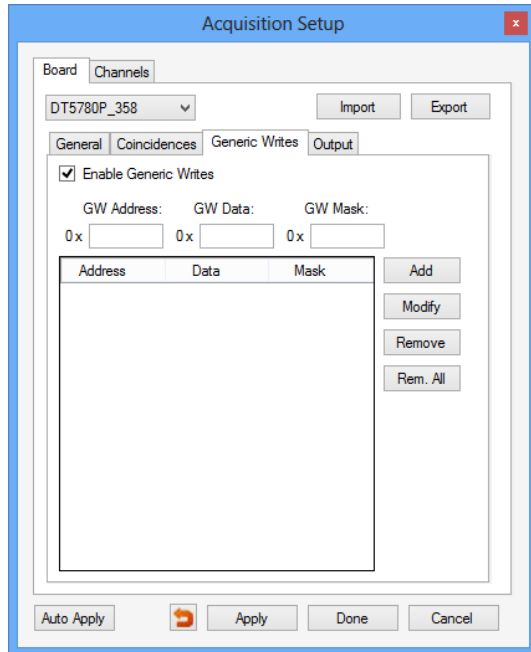 Acquisition Setup
x
Board Channels
DT5780P_358 Import Export
General Coincidences Generic Writes Output
Enable Generic Writes
GW Address: GW Data: GW Mask:
0x 0x 0x
Address Data Mask Add
Modify
Remove
Rem. All
Auto Apply Apply Done Cancel